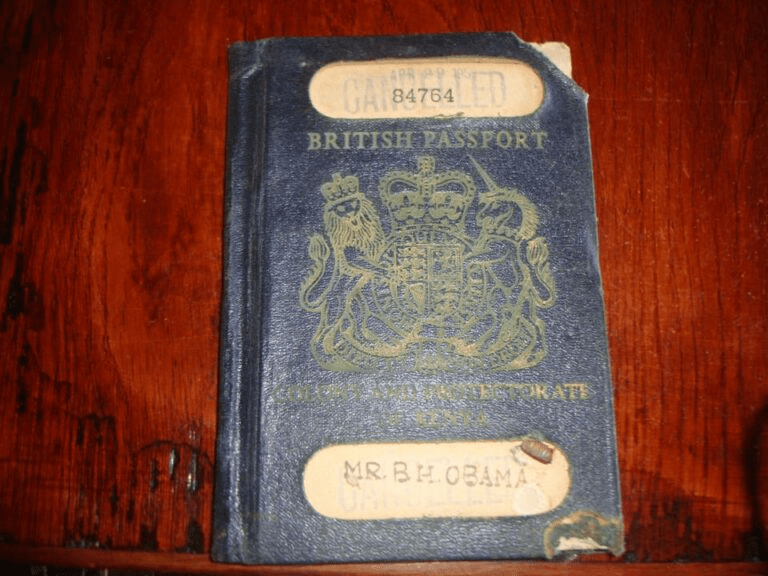 CANCELLED
84764
BRITISH PASSPORT
COLONY AND PROTECTORATE
OF KENYA
MR. B H. OBAMA
CANCELLED